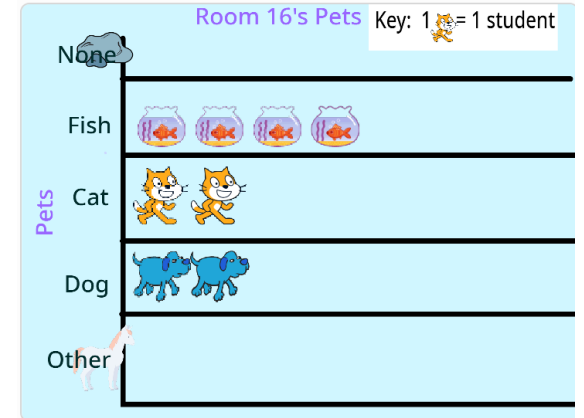 Room 16's Pets
Key: 1 = 1 student
None
Fish
Cat
Dog
Other
Pets